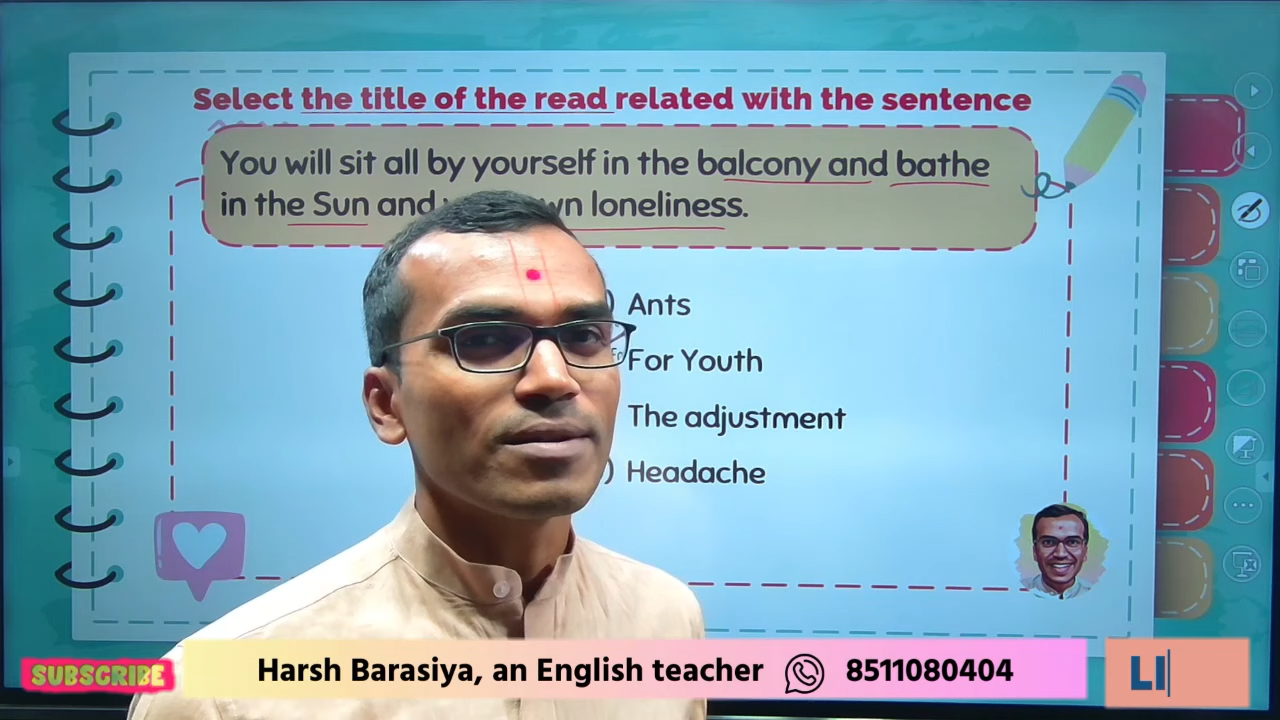 Select the title of the read related with the sentence
You will sit all by yourself in the balcony and bathe
in the Sun and loneliness.
) Ants
For Youth
The adjustment
) Headache
SUBSCRIBE
Harsh Barasiya, an English teacher 8511080404
LI